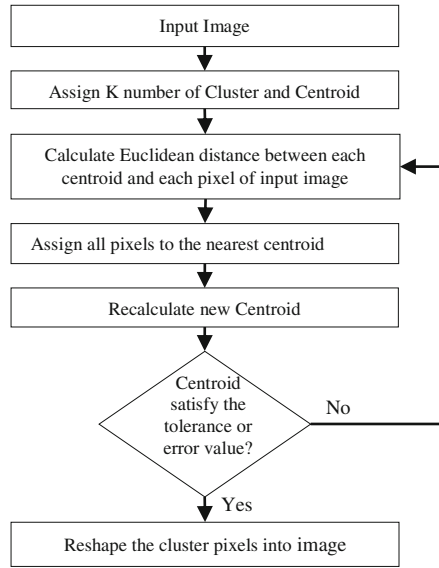 Input Image
Assign K number of Cluster and Centroid
Calculate Euclidean distance between each
centroid and each pixel of input image
Assign all pixels to the nearest centroid
Recalculate new Centroid
Centroid
satisfy the
tolerance or
error value?
No
Yes
Reshape the cluster pixels into image